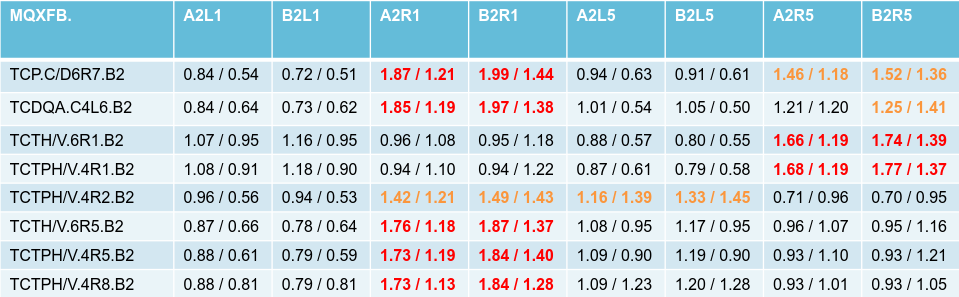 MQXFB. A2L1 B2L1 A2R1 B2R1 A2L5 B2L5 A2R5 B2R5
TCP.C/D6R7.B2 0.84 / 0.54 0.72 / 0.51 1.87 / 1.21 1.99 / 1.44 0.94 / 0.63 0.91 / 0.61 1.46 / 1.18 1.52 / 1.36
TCDQA.C4L6.B2 0.84 / 0.64 0.73 / 0.62 1.85 / 1.19 1.97 / 1.38 1.01 / 0.54 1.05 / 0.50 1.21 / 1.20 1.25 / 1.41
TCTH/V.6R1.B2 1.07 / 0.95 1.16 / 0.95 0.96 / 1.08 0.95 / 1.18 0.88 / 0.57 0.80 / 0.55 1.66 / 1.19 1.74 / 1.39
TCTPH/V.4R1.B2 1.08 / 0.91 1.18 / 0.90 0.94 / 1.10 0.94 / 1.22 0.87 / 0.61 0.79 / 0.58 1.68 / 1.19 1.77 / 1.37
TCTPH/V.4R2.B2 0.96 / 0.56 0.94 / 0.53 1.42 / 1.21 1.49 / 1.43 1.16 / 1.39 1.33 / 1.45 0.71 / 0.96 0.70 / 0.95
TCTH/V.6R5.B2 0.87 / 0.66 0.78 / 0.64 1.76 / 1.18 1.87 / 1.37 1.08 / 0.95 1.17 / 0.95 0.96 / 1.07 0.95 / 1.16
TCTPH/V.4R5.B2 0.88 / 0.61 0.79 / 0.59 1.73 / 1.19 1.84 / 1.40 1.09 / 0.90 1.19 / 0.90 0.93 / 1.10 0.93 / 1.21
TCTPH/V.4R8.B2 0.88 / 0.81 0.79 / 0.81 1.73 / 1.13 1.84 / 1.28 1.09 / 1.23 1.20 / 1.28 0.93 / 1.01 0.93 / 1.05